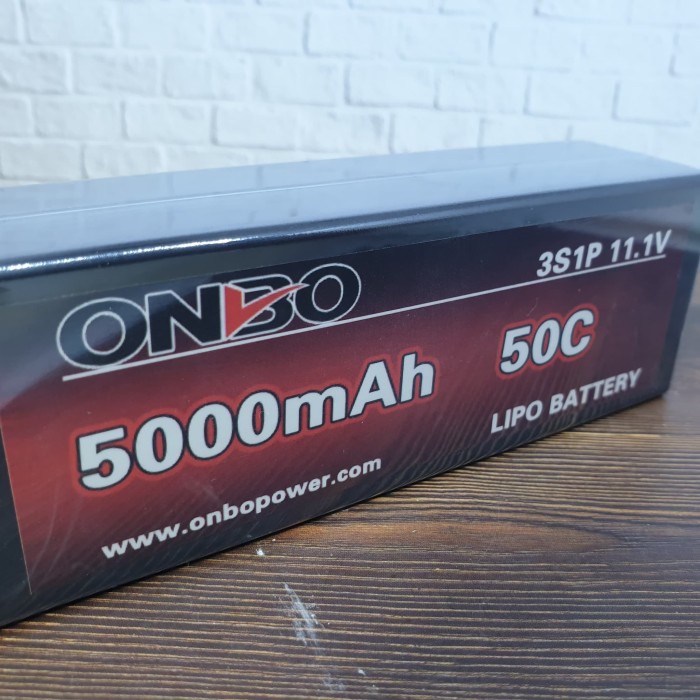 ONBO
3S1P 11.1V
5000mAh
50C
LIPO BATTERY
www.onbopower.com